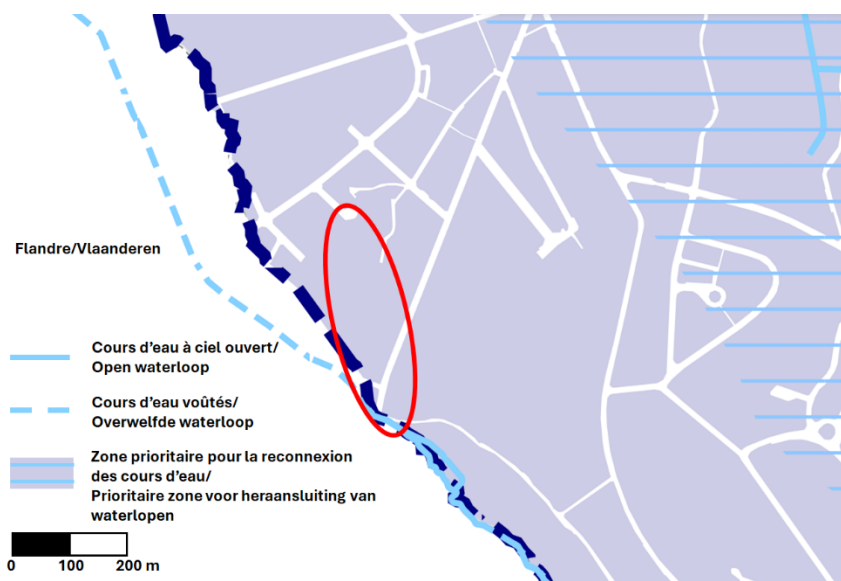 Flandre/Vlaanderen
Cours d'eau à ciel ouvert/
Open waterloop
Cours d'eau voûtés/
Overwelfde waterloop
Zone prioritaire pour la reconnexion
des cours d'eau/
Prioritaire zone voor heraansluiting van
waterlopen
0 100 200 m